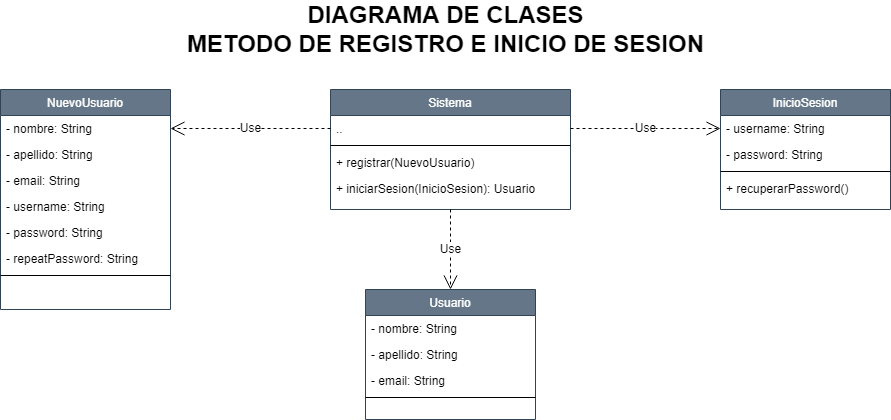 DIAGRAMA DE CLASES
METODO DE REGISTRO E INICIO DE SESION
NuevoUsuario
- nombre: String
- apellido: String
- email: String
- username: String
- password: String
- repeatPassword: String
Use
Sistema
..
+ registrar(NuevoUsuario)
+ iniciarSesion(InicioSesion): Usuario
Use
InicioSesion
- username: String
- password: String
+ recuperarPassword()
Use
Usuario
- nombre: String
- apellido: String
- email: String